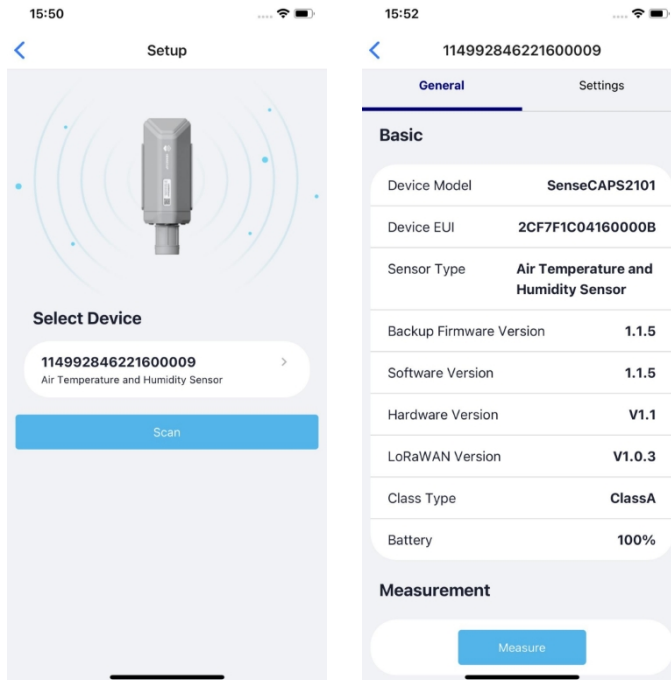 15:50
Setup
Select Device
114992846221600009
Air Temperature and Humidity Sensor
Scan
15:52
114992846221600009
General Settings
Basic
Device Model SenseCAPS2101
Device EUI 2CF7F1C04160000B
Sensor Type Air Temperature and
Humidity Sensor
Backup Firmware Version 1.1.5
Software Version 1.1.5
Hardware Version V1.1
LoRaWAN Version V1.0.3
Class Type ClassA
Battery 100%
Measurement
Measure